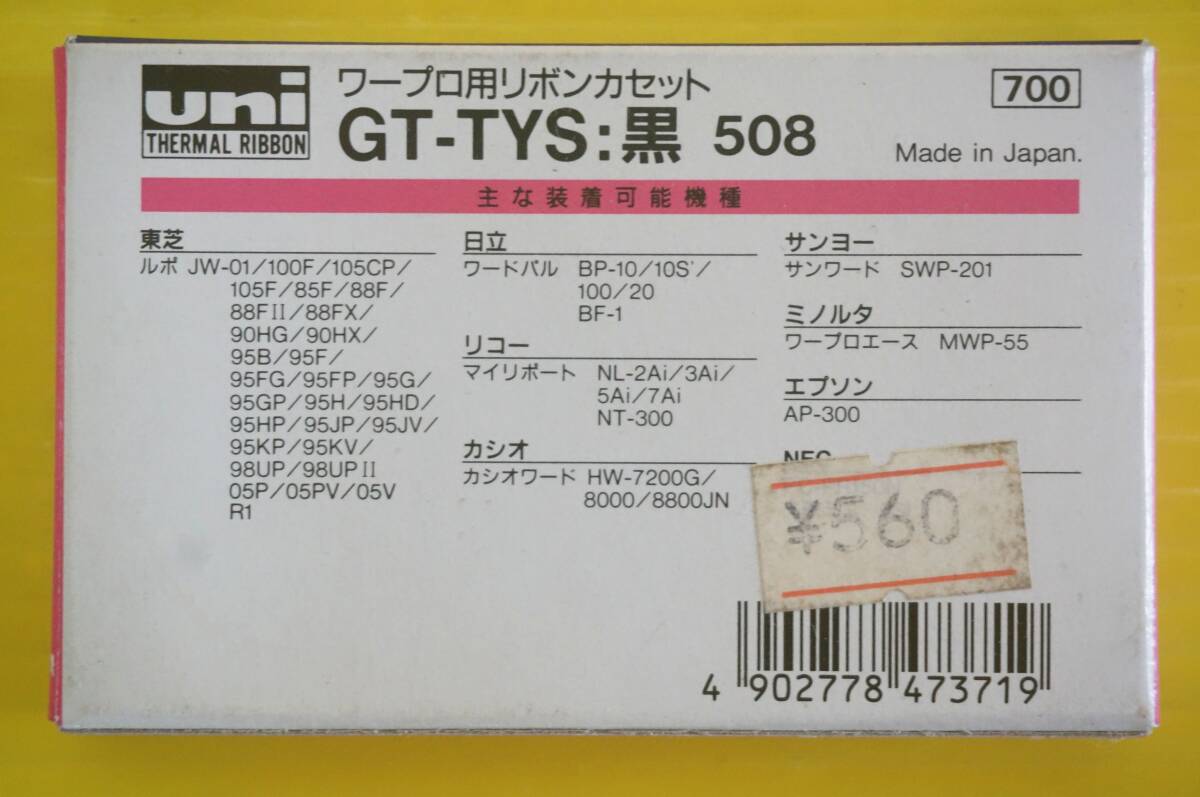 uni
THERMAL RIBBON
ワープロ用リボンカセット
GT-TYS:黒 508
700
Made in Japan.
主な装着可能機種
東芝
ルポ JW-01/100F/105CP/
105F/85F/88F/
88FII/88FX/
90HG/90HX/
95B/95F/
95FG/95FP/95G/
95GP/95H/95HD/
95HP/95JP/95JV/
95KP/95KV/
98UP/98UPII
05P/05PV/05V
R1
日立
ワードパル BP-10/10S'/
100/20
BF-1
リコー
マイリポート NL-2Ai/3Ai/
5Ai/7Ai
NT-300
カシオ
カシオワード HW-7200G/
8000/8800JN
サンヨー
サンワード SWP-201
ミノルタ
ワープロエース MWP-55
エプソン
AP-300
NEC
¥560
4 902778 473719